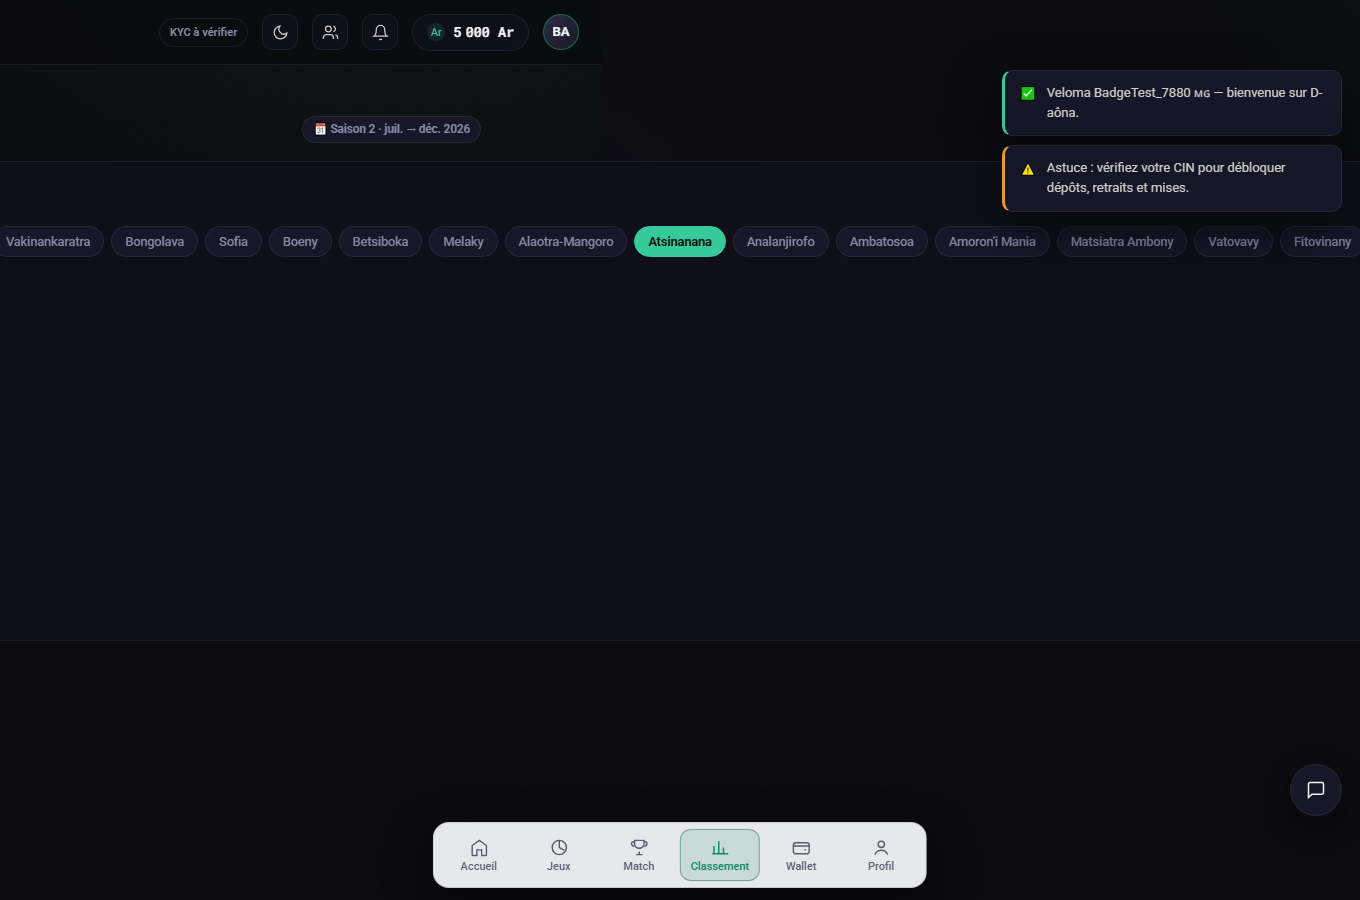 KYC à vérifier
Ar 5 000 Ar
BA
Veloma BadgeTest_7880 MG — bienvenue sur D-
aôna.
Saison 2 · juil. → déc. 2026
Astuce : vérifiez votre CIN pour débloquer
dépôts, retraits et mises.
Vakinankaratra Bongolava Sofia Boeny Betsiboka Melaky Alaotra-Mangoro Atsinanana Analanjirofo Ambatosoa Amoron'i Mania Matsiatra Ambony Vatovavy Fitovinany
Accueil Jeux Match Classement Wallet Profil